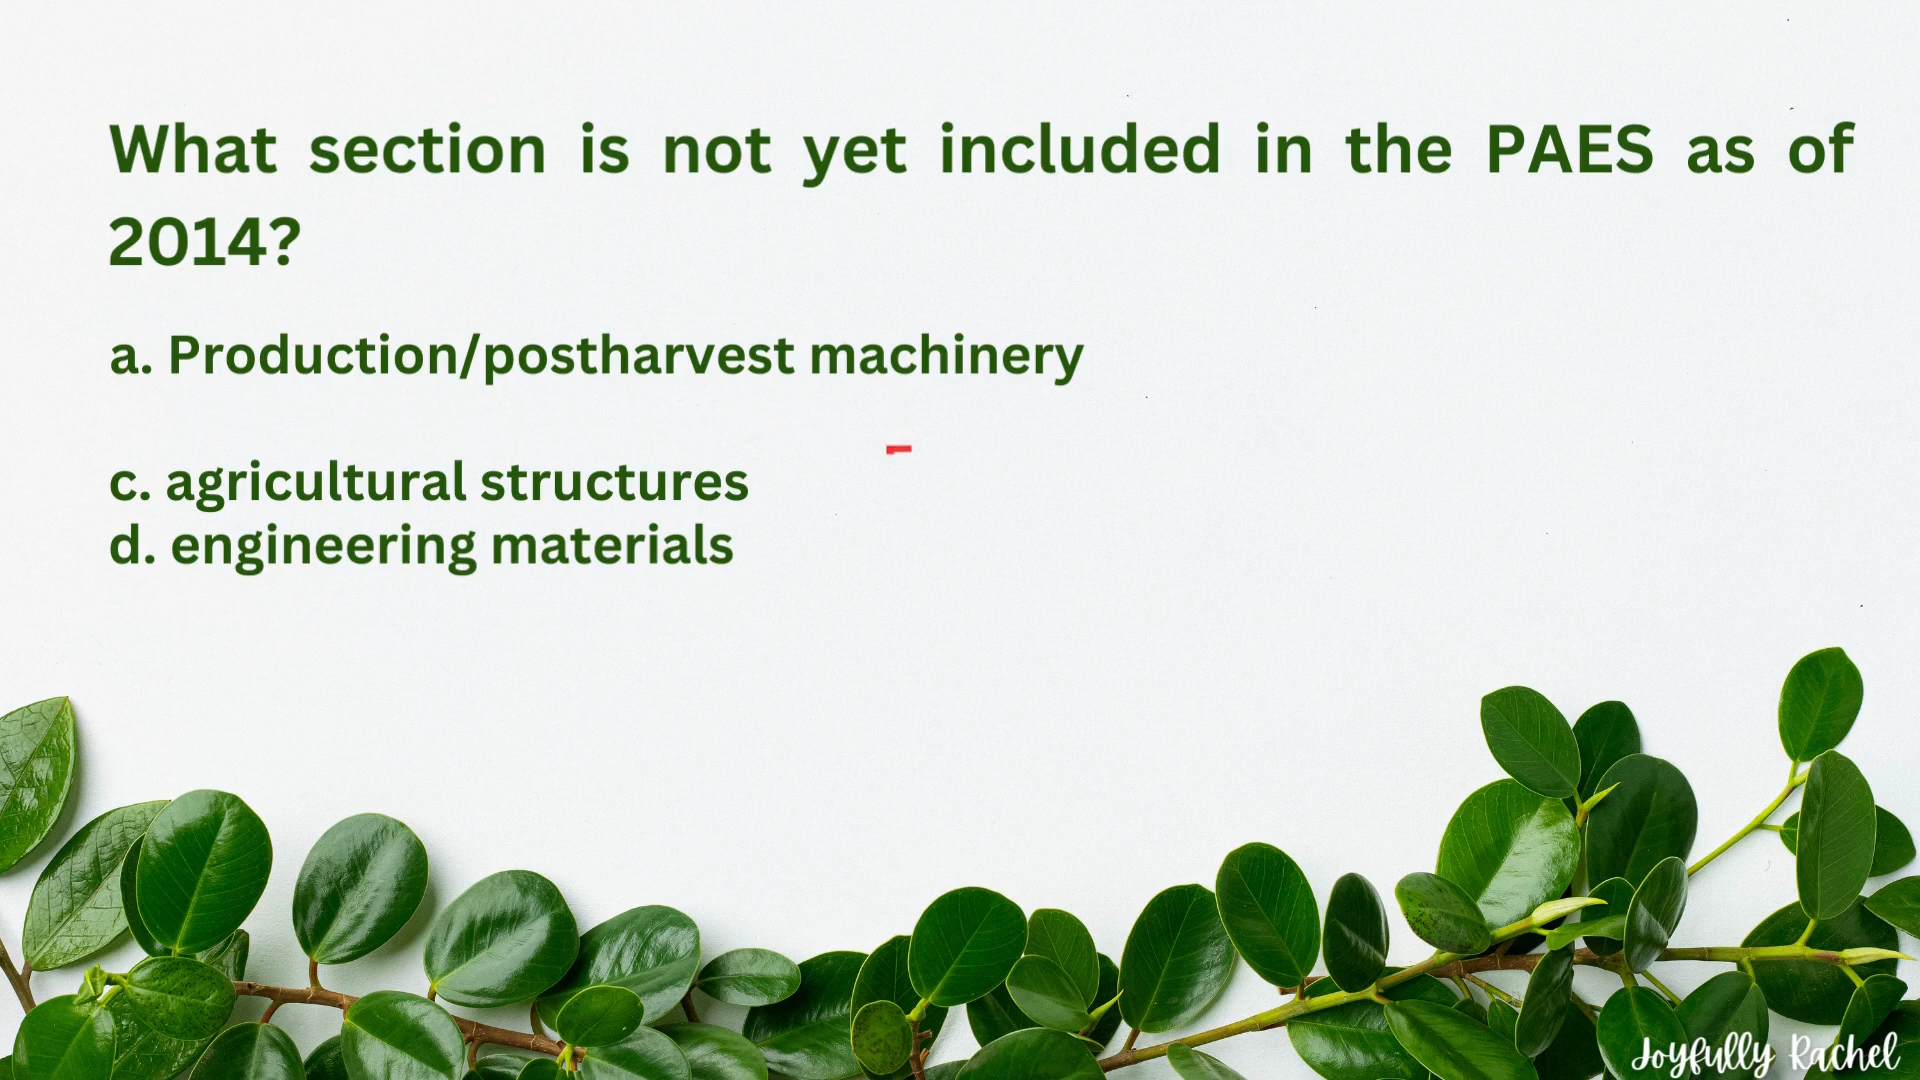 What section is not yet included in the PAES as of
2014?
a. Production/postharvest machinery
c. agricultural structures
d. engineering materials
Joyfully Rachel